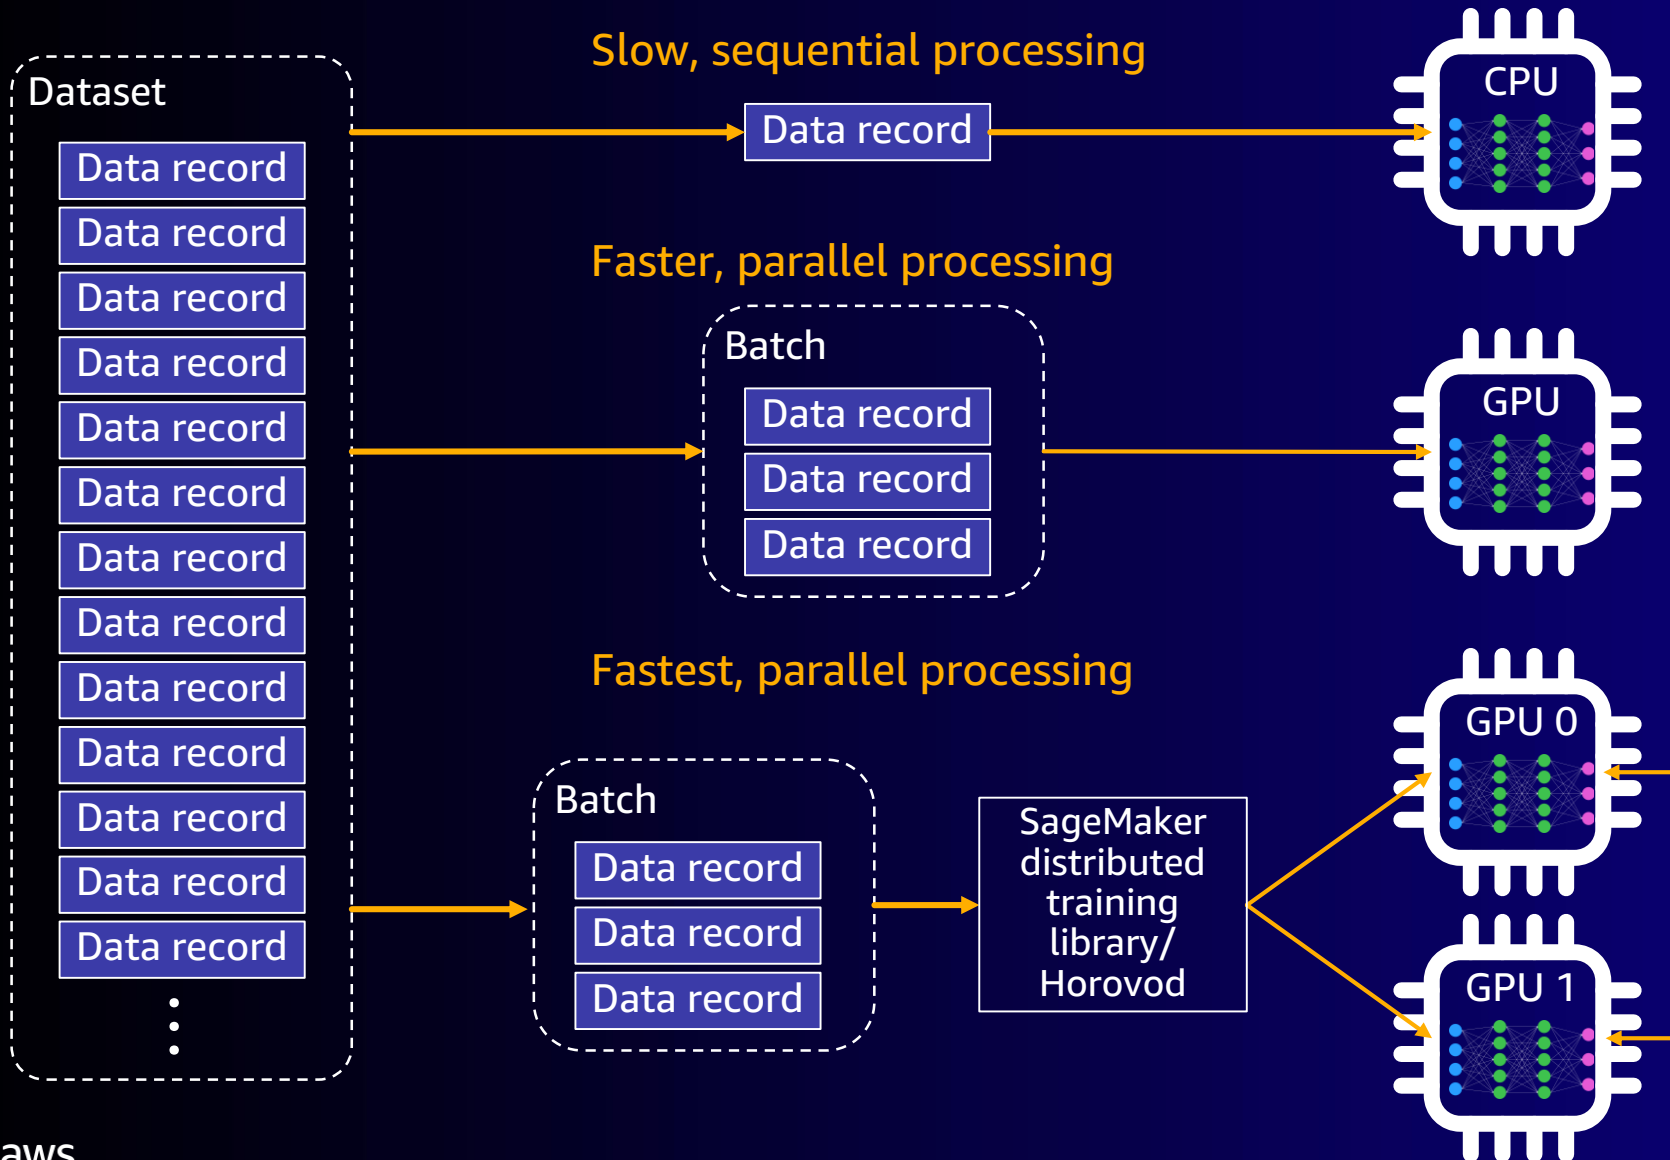 Dataset
Data record
Data record
Data record
Data record
Data record
Data record
Data record
Data record
Data record
Data record
Data record
Data record
Data record
Slow, sequential processing
Data record
CPU
Faster, parallel processing
Batch
Data record
Data record
Data record
GPU
Fastest, parallel processing
Batch
Data record
Data record
Data record
SageMaker
distributed
training
library/
Horovod
GPU 0
GPU 1
aws